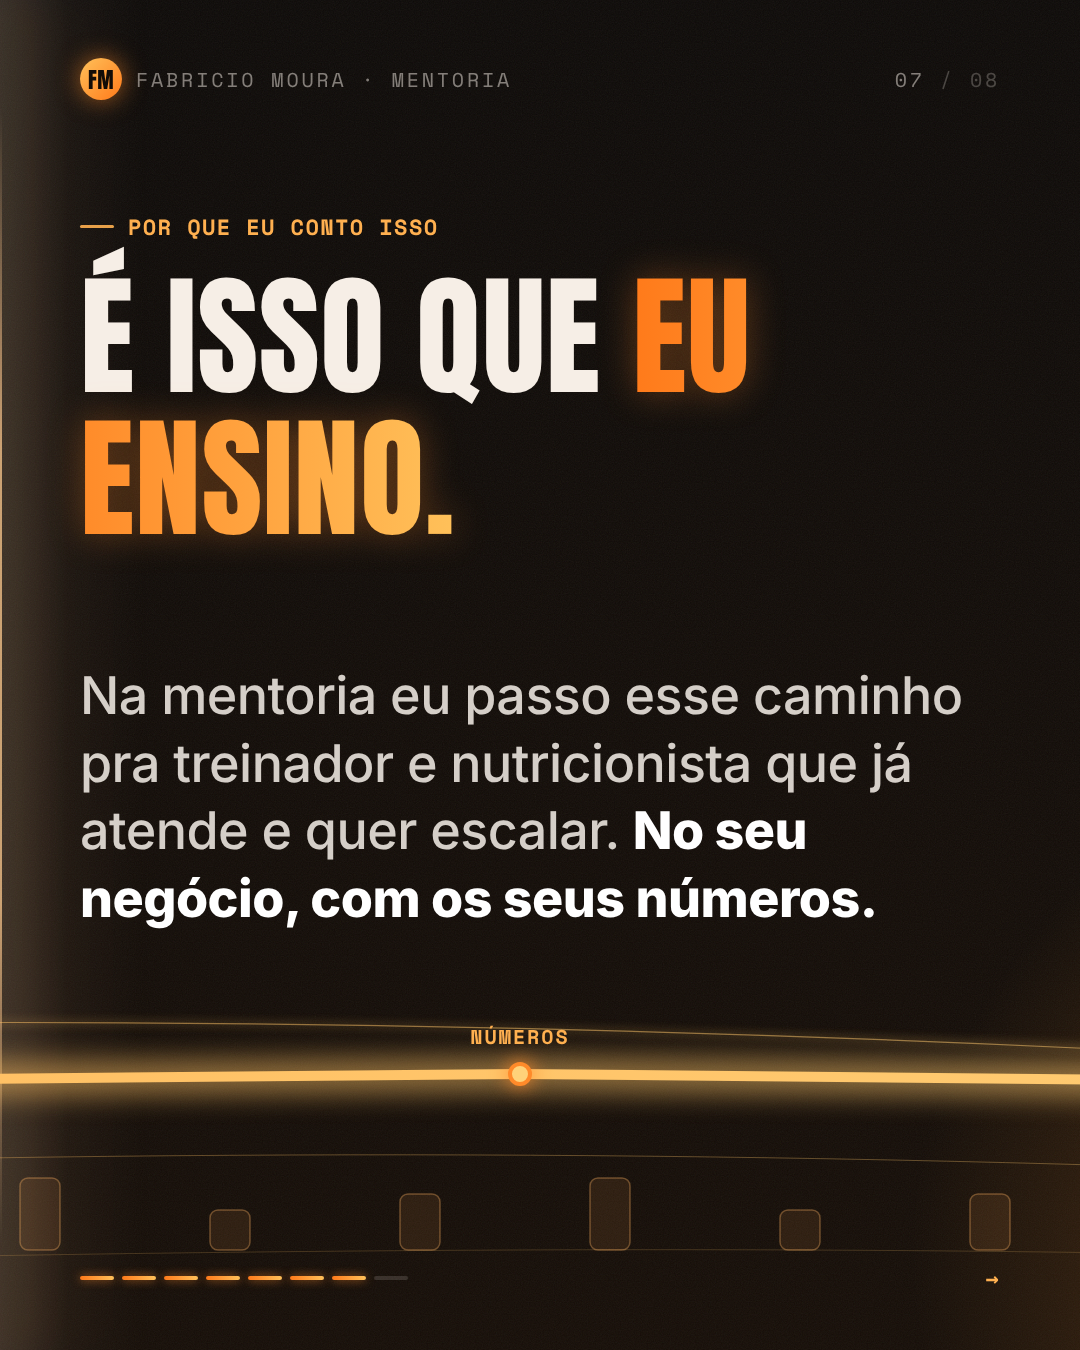 FM FABRICIO MOURA · MENTORIA 07 / 08
POR QUE EU CONTO ISSO
É ISSO QUE EU
ENSINO.
Na mentoria eu passo esse caminho
pra treinador e nutricionista que já
atende e quer escalar. No seu
negócio, com os seus números.
NÚMEROS
→